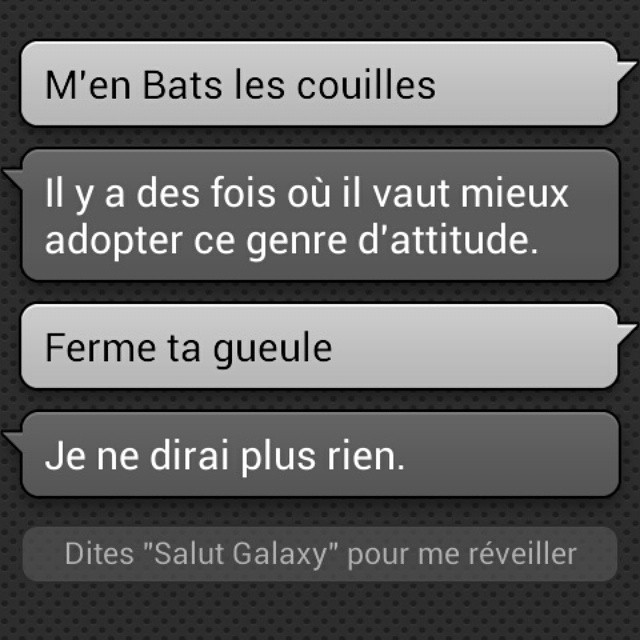 M'en Bats les couilles
Il y a des fois où il vaut mieux
adopter ce genre d'attitude.
Ferme ta gueule
Je ne dirai plus rien.
Dites "Salut Galaxy" pour me réveiller